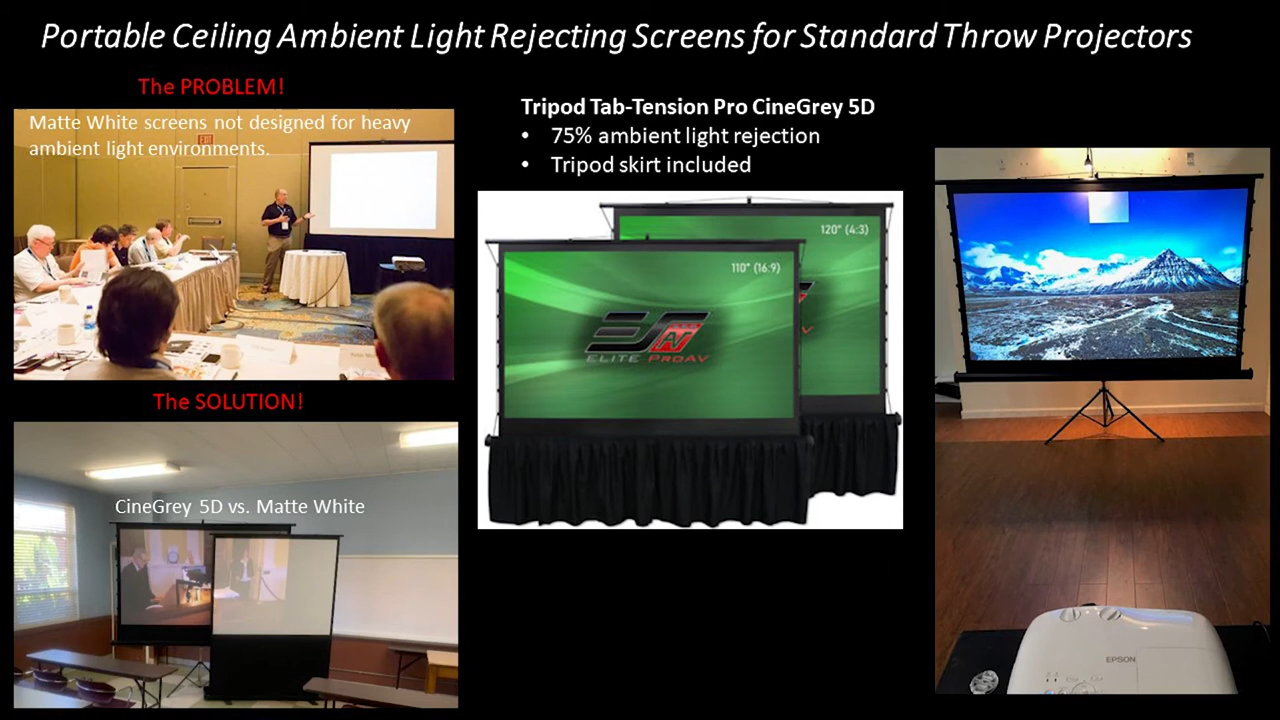 Portable Ceiling Ambient Light Rejecting Screens for Standard Throw Projectors
The PROBLEM!
Matte White screens not designed for heavy
ambient light environments.
EXIT
The SOLUTION!
CineGrey 5D vs. Matte White
Tripod Tab-Tension Pro CineGrey 5D
• 75% ambient light rejection
• Tripod skirt included
120" (4:3)
110" (16:9)
ELITE PROAV
EPSON